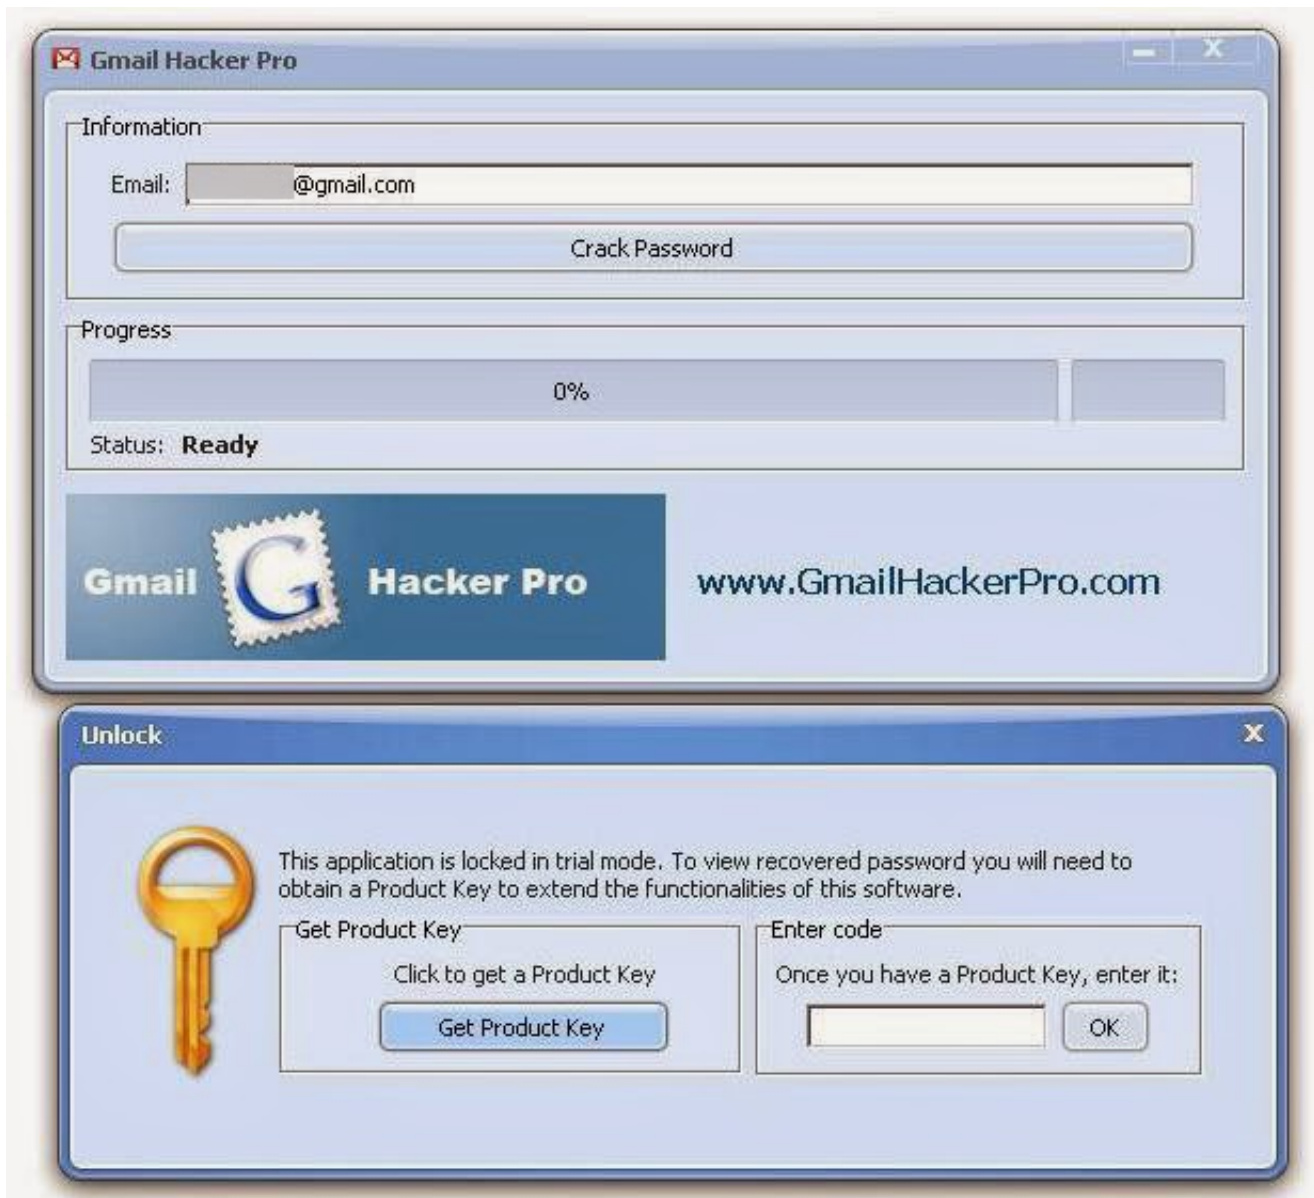 Gmail Hacker Pro
Information
Email: @gmail.com
Crack Password
Progress
0%
Status: Ready
Gmail G Hacker Pro
www.GmailHackerPro.com
Unlock
This application is locked in trial mode. To view recovered password you will need to
obtain a Product Key to extend the functionalities of this software.
Get Product Key
Click to get a Product Key
Get Product Key
Enter code
Once you have a Product Key, enter it:
OK